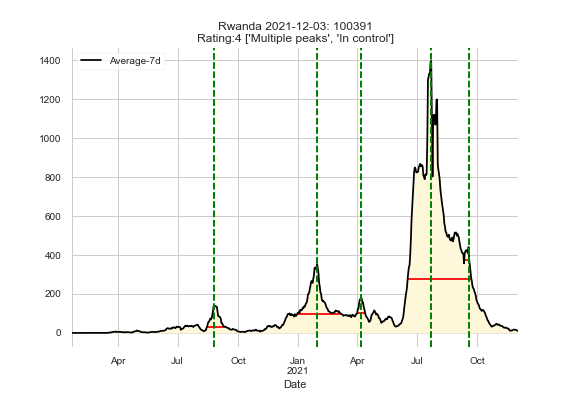 Rwanda 2021-12-03: 100391
Rating:4 ['Multiple peaks', 'In control']
Average-7d
1400
1200
1000
800
600
400
200
0
Apr Jul Oct Jan Apr Jul Oct
2021
Date